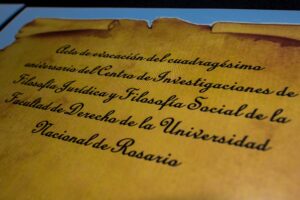 Acto de evocación del cuadragésimo
aniversario del Centro de Investigaciones de
Filosofía Jurídica y Filosofía Social de la
Facultad de Derecho de la Universidad
Nacional de Rosario